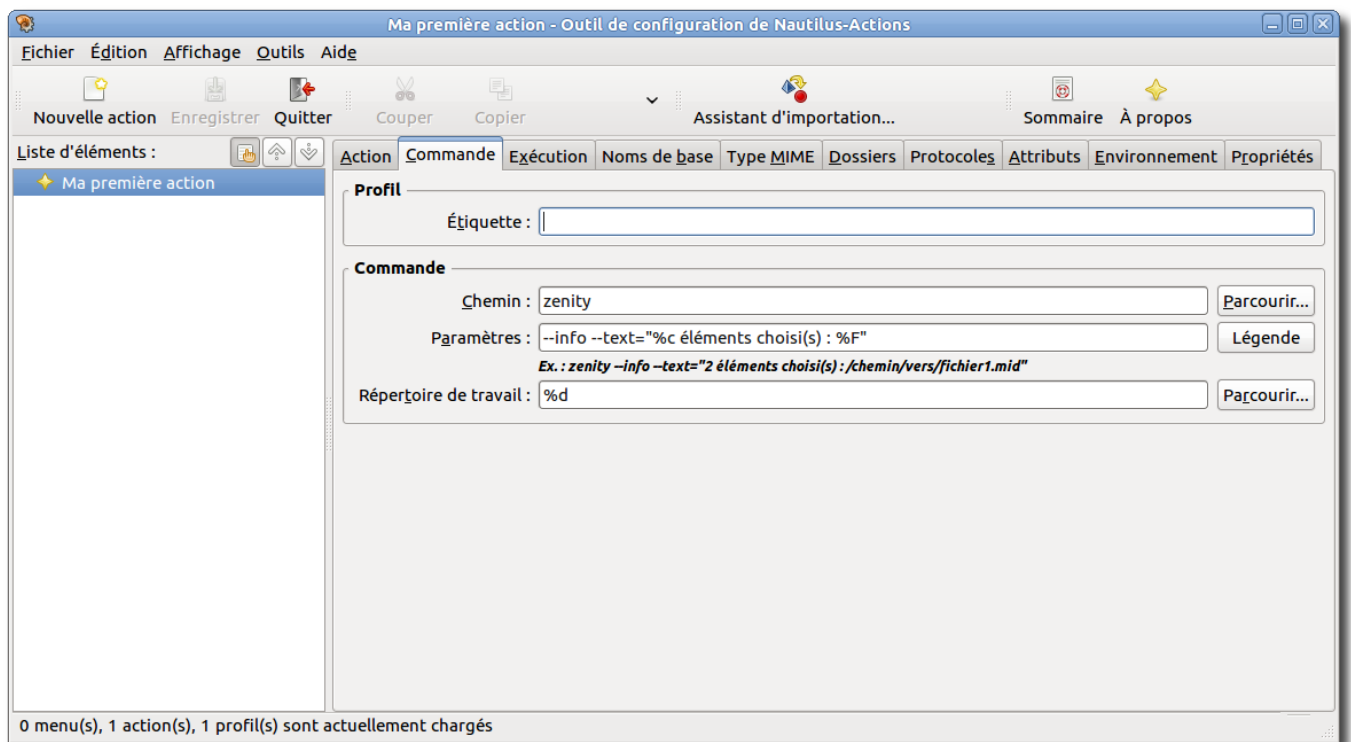 Ma première action - Outil de configuration de Nautilus-Actions
Fichier Édition Affichage Outils Aide
Nouvelle action Enregistrer Quitter Couper Copier Assistant d'importation... Sommaire À propos
Liste d'éléments :
Action Commande Exécution Noms de base Type MIME Dossiers Protocoles Attributs Environnement Propriétés
Ma première action
Profil
Étiquette :
Commande
Chemin : zenity Parcourir...
Paramètres : --info --text="%c éléments choisi(s) : %F" Légende
Ex. : zenity --info --text="2 éléments choisi(s) : /chemin/vers/fichier1.mid"
Répertoire de travail : %d Parcourir...
0 menu(s), 1 action(s), 1 profil(s) sont actuellement chargés